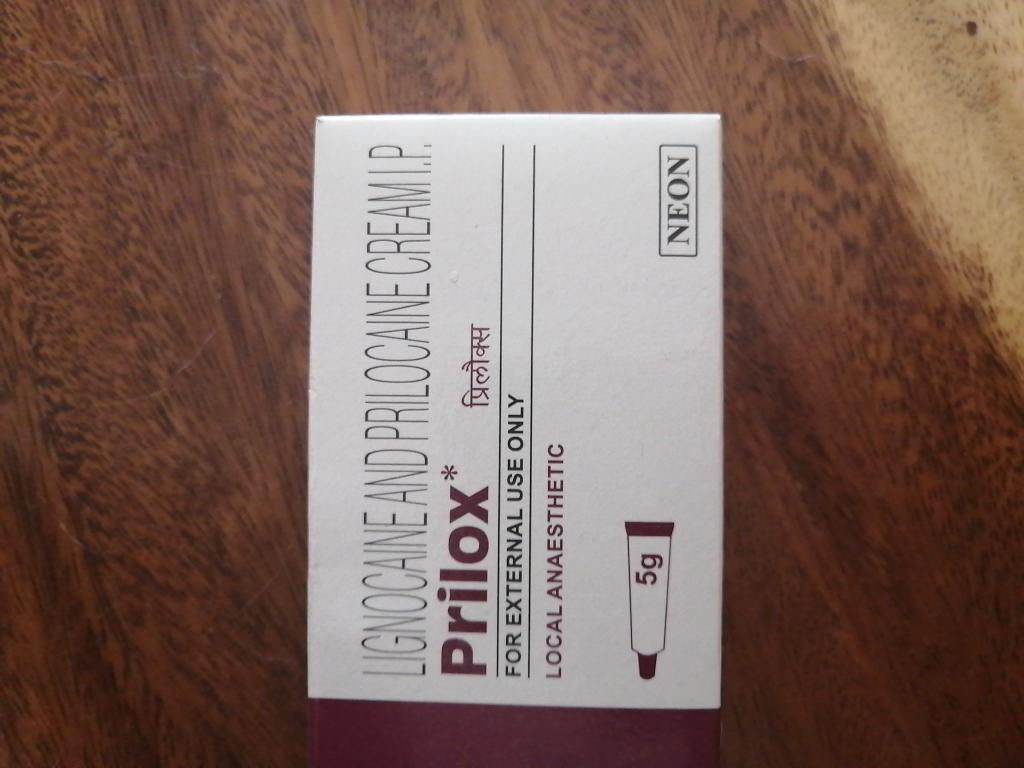 LIGNOCAINE AND PRILOCAINE CREAM I.P.
Prilox* प्रिलौक्स
FOR EXTERNAL USE ONLY
LOCAL ANAESTHETIC
5g
NEON